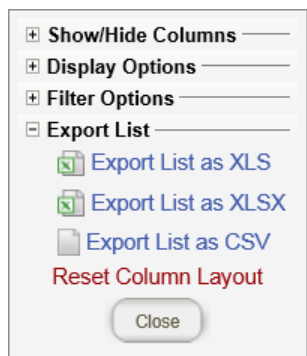 Show/Hide Columns
Display Options
Filter Options
Export List
Export List as XLS
Export List as XLSX
Export List as CSV
Reset Column Layout
Close